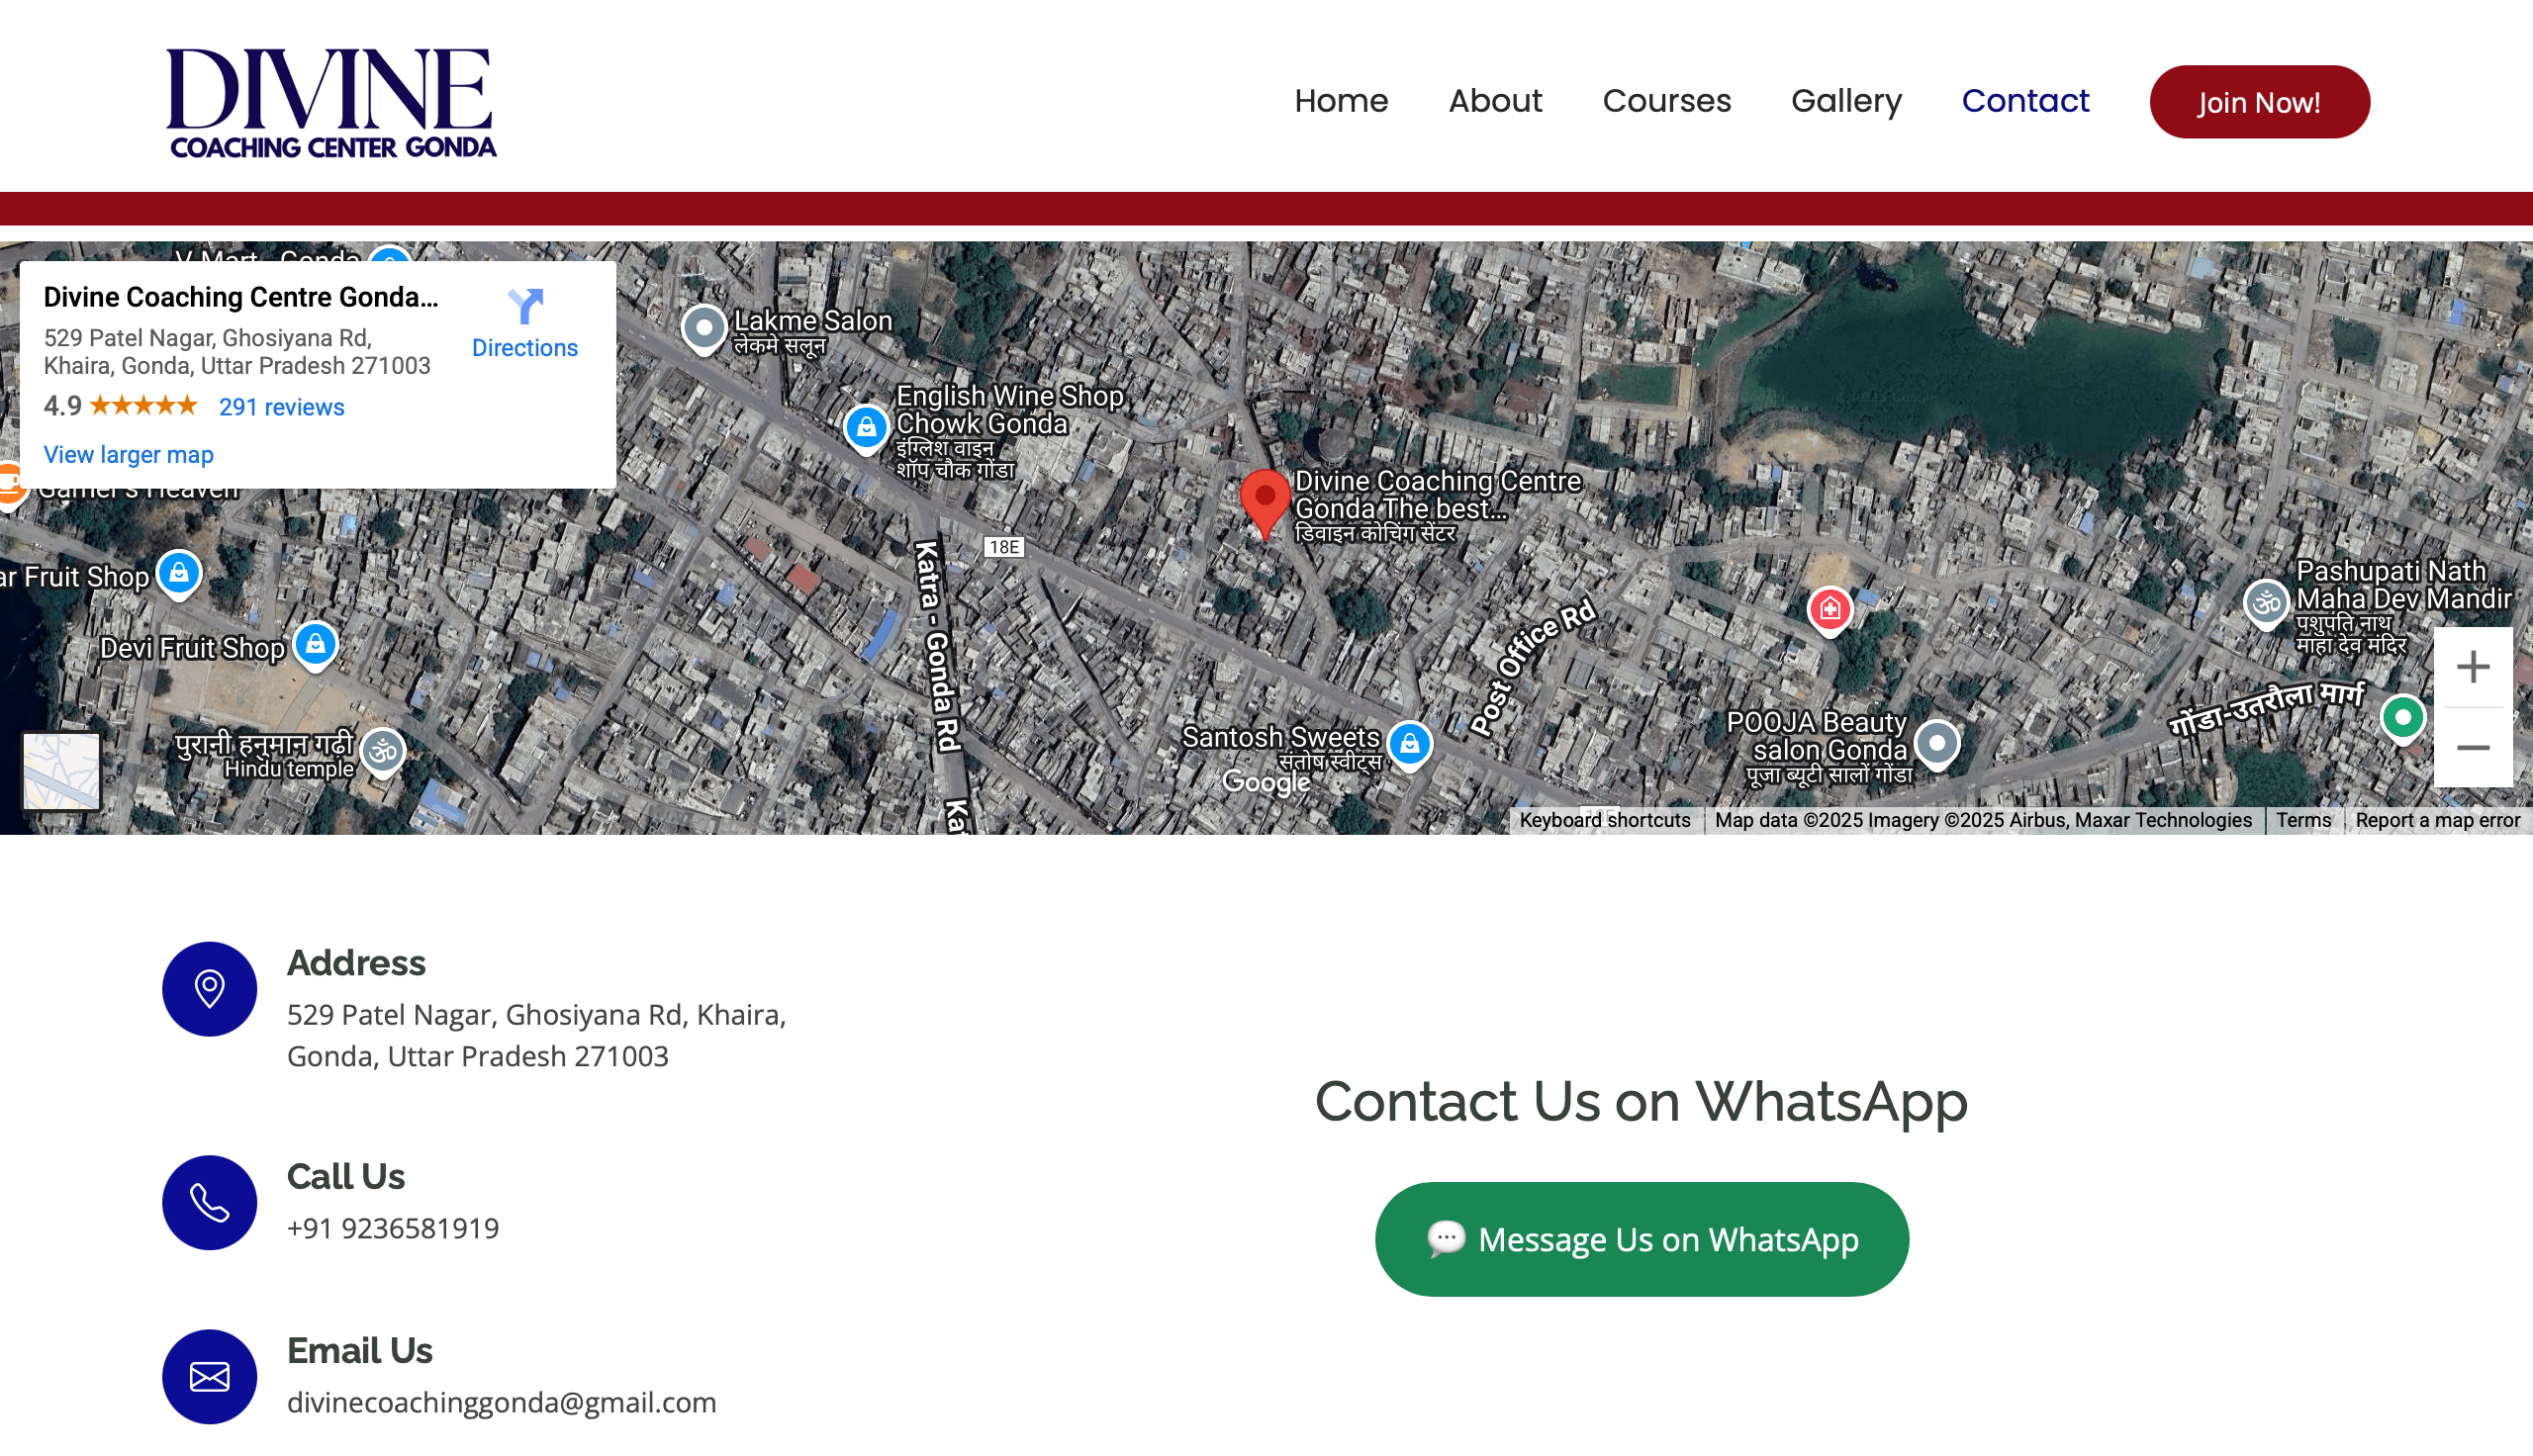 DIVINE
COACHING CENTER GONDA
Home
About
Courses
Gallery
Contact
Join Now!
V-Mart - Gonda
Divine Coaching Centre Gonda...
529 Patel Nagar, Ghosiyana Rd,
Khaira, Gonda, Uttar Pradesh 271003
4.9
291 reviews
View larger map
Directions
Gamer's Heaven
Lakme Salon
लेकमे सलून
English Wine Shop
Chowk Gonda
इंग्लिश वाइन
शॉप चौक गोंडा
Divine Coaching Centre
Gonda The best...
डिवाइन कोचिंग सेंटर
18E
Katra - Gonda Rd
ar Fruit Shop
Devi Fruit Shop
पुरानी हनुमान गढ़ी
Hindu temple
Post Office Rd
Santosh Sweets
संतोष स्वीट्स
Google
Pashupati Nath
Maha Dev Mandir
पशुपति नाथ
माहा देव मंदिर
गोंडा-उतरौला मार्ग
POOJA Beauty
salon Gonda
पूजा ब्यूटी सालों गोंडा
Keyboard shortcuts
Map data ©2025 Imagery ©2025 Airbus, Maxar Technologies
Terms
Report a map error
Address
529 Patel Nagar, Ghosiyana Rd, Khaira,
Gonda, Uttar Pradesh 271003
Call Us
+91 9236581919
Email Us
divinecoachinggonda@gmail.com
Contact Us on WhatsApp
💬 Message Us on WhatsApp